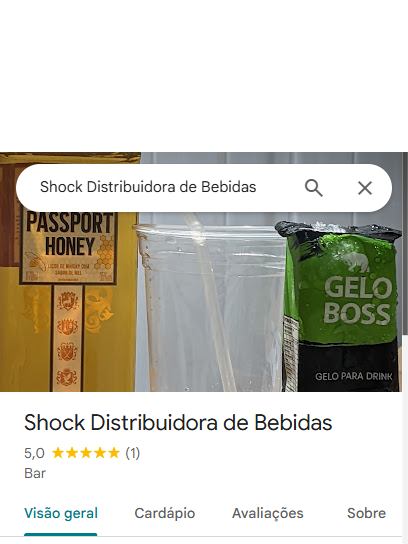 Shock Distribuidora de Bebidas
PASSPORT
HONEY
LICOR DE WHISKY COM
SABOR DE MEL
GELO
BOSS
GELO PARA DRINK
Shock Distribuidora de Bebidas
5,0 ★★★★★ (1)
Bar
Visão geral Cardápio Avaliações Sobre